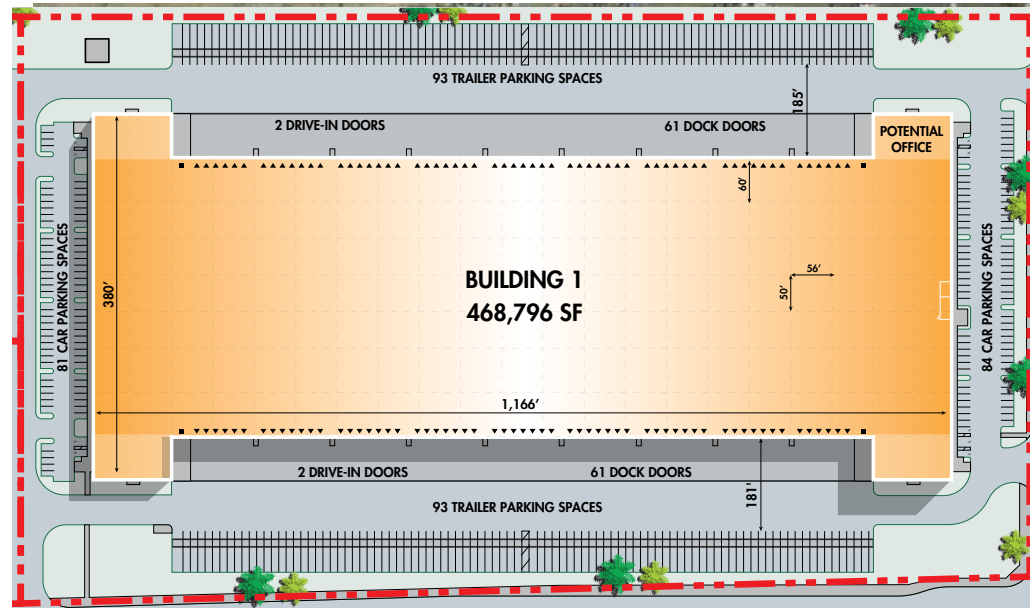 93 TRAILER PARKING SPACES
185’
2 DRIVE-IN DOORS
61 DOCK DOORS
POTENTIAL
OFFICE
60’
81 CAR PARKING SPACES
380’
BUILDING 1
468,796 SF
56’
50’
84 CAR PARKING SPACES
1,166’
2 DRIVE-IN DOORS
61 DOCK DOORS
181’
93 TRAILER PARKING SPACES